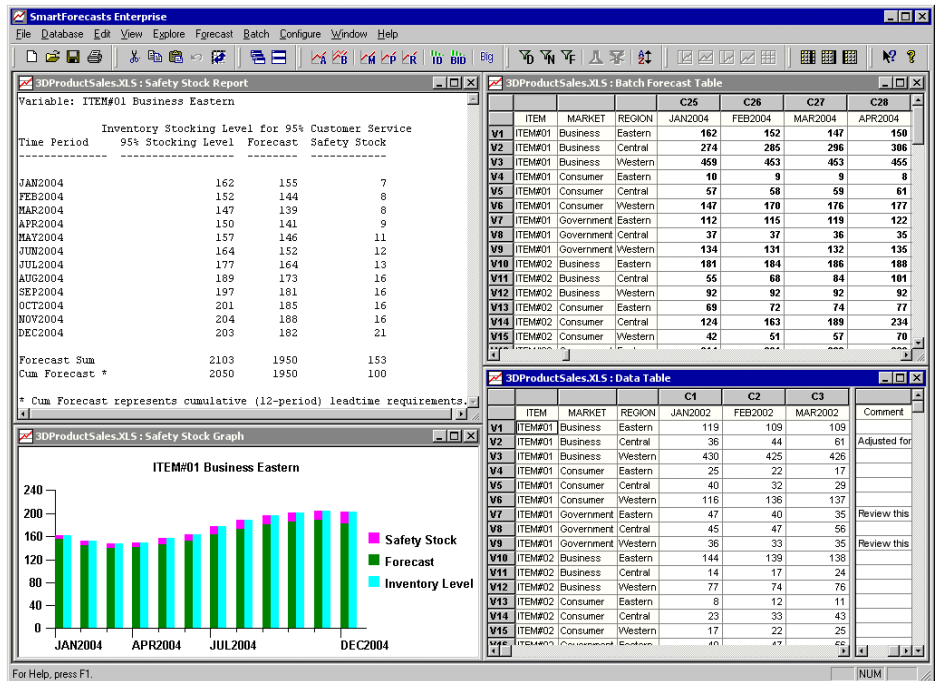 SmartForecasts Enterprise
File Database Edit View Explore Forecast Batch Configure Window Help
1D BID Big
3DProductSales.XLS : Safety Stock Report
Variable: ITEM#01 Business Eastern
Inventory Stocking Level for 95% Customer Service
Time Period 95% Stocking Level Forecast Safety Stock
JAN2004 162 155 7
FEB2004 152 144 8
MAR2004 147 139 8
APR2004 150 141 9
MAY2004 157 146 11
JUN2004 164 152 12
JUL2004 177 164 13
AUG2004 189 173 16
SEP2004 197 181 16
OCT2004 201 185 16
NOV2004 204 188 16
DEC2004 203 182 21
Forecast Sum 2103 1950 153
Cum Forecast * 2050 1950 100
* Cum Forecast represents cumulative (12-period) leadtime requirements.
3DProductSales.XLS : Batch Forecast Table
C25 C26 C27 C28
ITEM MARKET REGION JAN2004 FEB2004 MAR2004 APR2004
V1 ITEM#01 Business Eastern 162 152 147 150
V2 ITEM#01 Business Central 274 285 296 306
V3 ITEM#01 Business Western 459 453 453 455
V4 ITEM#01 Consumer Eastern 10 9 9 8
V5 ITEM#01 Consumer Central 57 58 59 61
V6 ITEM#01 Consumer Western 147 170 176 177
V7 ITEM#01 Government Eastern 112 115 119 122
V8 ITEM#01 Government Central 37 37 36 35
V9 ITEM#01 Government Western 134 131 132 135
V10 ITEM#02 Business Eastern 181 184 186 188
V11 ITEM#02 Business Central 55 68 84 101
V12 ITEM#02 Business Western 92 92 92 92
V13 ITEM#02 Consumer Eastern 69 72 74 77
V14 ITEM#02 Consumer Central 124 163 189 234
V15 ITEM#02 Consumer Western 42 51 57 70
3DProductSales.XLS : Data Table
C1 C2 C3
ITEM MARKET REGION JAN2002 FEB2002 MAR2002 Comment
V1 ITEM#01 Business Eastern 119 109 109
V2 ITEM#01 Business Central 36 44 61 Adjusted for
V3 ITEM#01 Business Western 430 425 426
V4 ITEM#01 Consumer Eastern 25 22 17
V5 ITEM#01 Consumer Central 40 32 29
V6 ITEM#01 Consumer Western 116 136 137
V7 ITEM#01 Government Eastern 47 40 35 Review this
V8 ITEM#01 Government Central 45 47 56
V9 ITEM#01 Government Western 36 33 35 Review this
V10 ITEM#02 Business Eastern 144 139 138
V11 ITEM#02 Business Central 14 17 24
V12 ITEM#02 Business Western 77 74 76
V13 ITEM#02 Consumer Eastern 8 12 11
V14 ITEM#02 Consumer Central 23 33 43
V15 ITEM#02 Consumer Western 17 22 25
3DProductSales.XLS : Safety Stock Graph
ITEM#01 Business Eastern
240
200
160
120
80
40
0
JAN2004 APR2004 JUL2004 DEC2004
Safety Stock
Forecast
Inventory Level
For Help, press F1.
NUM